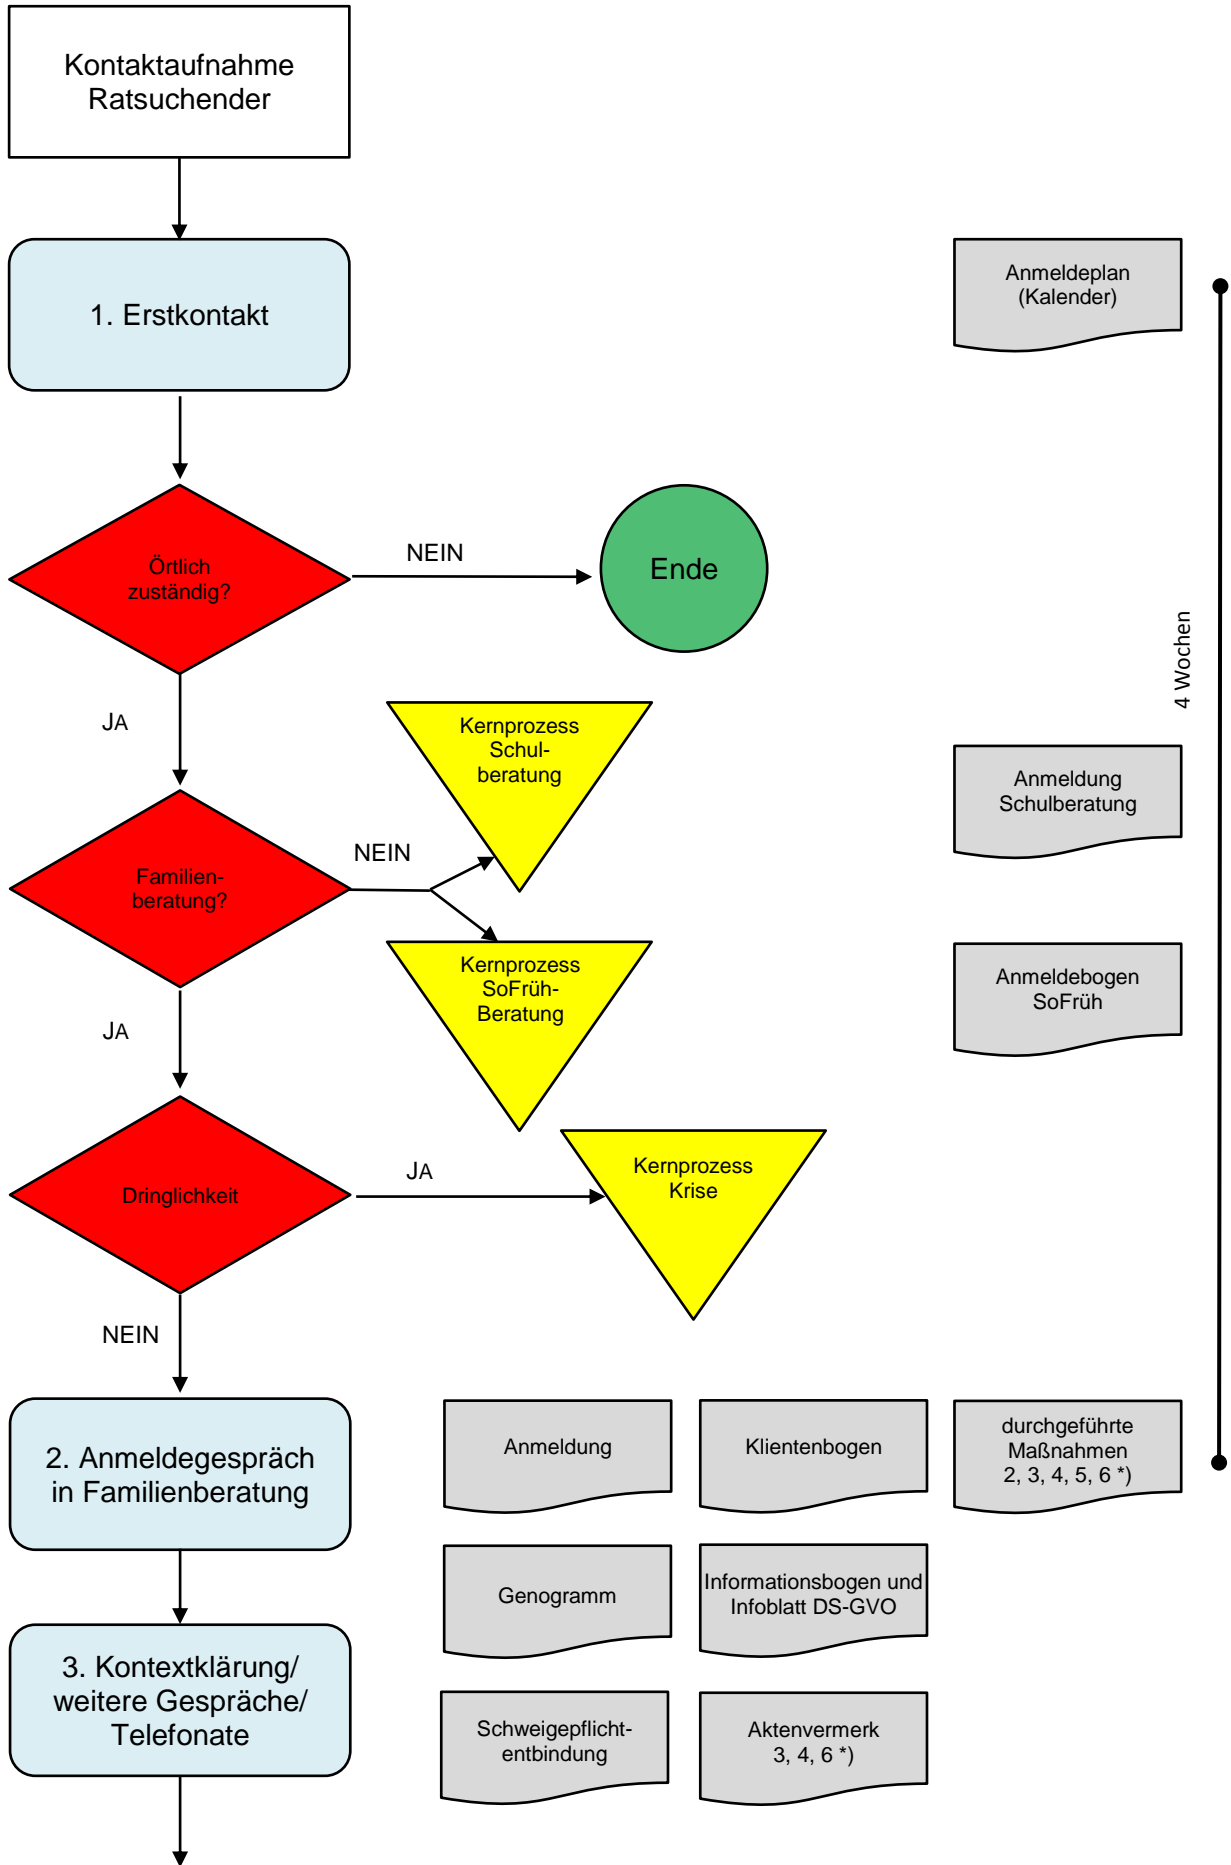 Kontaktaufnahme
Ratsuchender
1. Erstkontakt
Anmeldeplan
(Kalender)
Örtlich
zuständig?
NEIN
Ende
4 Wochen
JA
Kernprozess
Schul-
beratung
Anmeldung
Schulberatung
Familien-
beratung?
NEIN
Kernprozess
SoFrüh-
Beratung
Anmeldebogen
SoFrüh
JA
Dringlichkeit
JA
Kernprozess
Krise
NEIN
2. Anmeldegespräch
in Familienberatung
Anmeldung
Klientenbogen
durchgeführte
Maßnahmen
2, 3, 4, 5, 6 *)
Genogramm
Informationsbogen und
Infoblatt DS-GVO
3. Kontextklärung/
weitere Gespräche/
Telefonate
Schweigepflicht-
entbindung
Aktenvermerk
3, 4, 6 *)